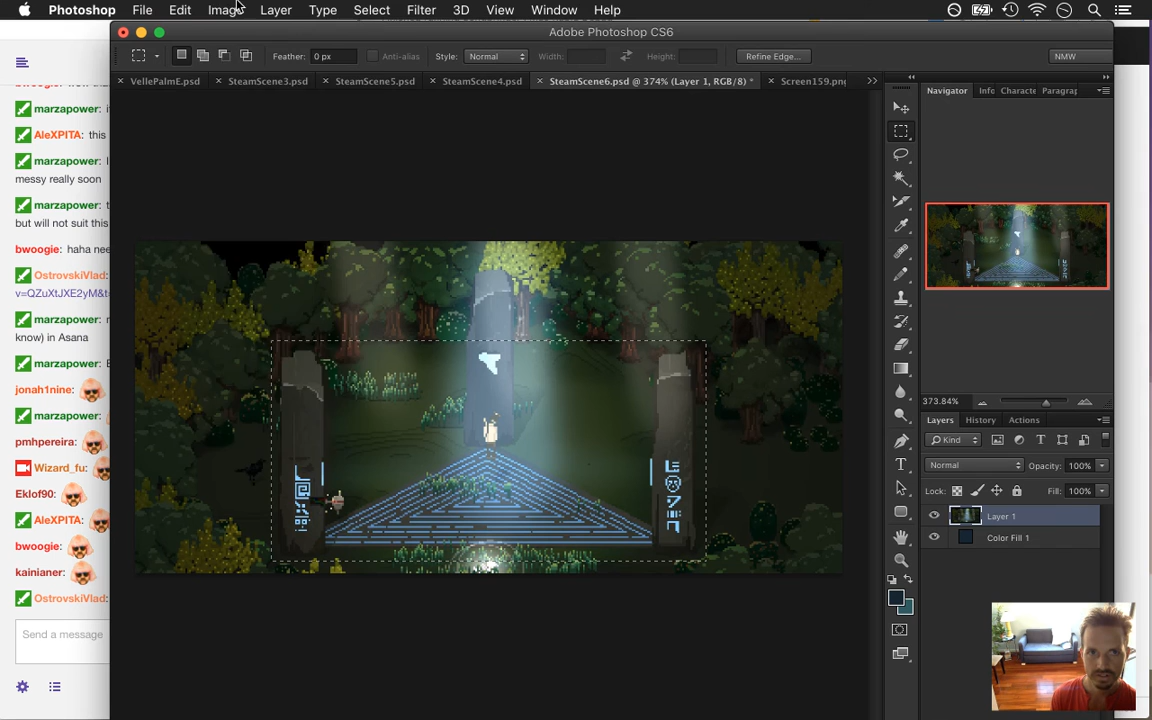 Photoshop File Edit Image Layer Type Select Filter 3D View Window Help
Adobe Photoshop CS6
Feather: 0 px Anti-alias Style: Normal Width: Height: Refine Edge... NMW
VellePalmE.psd SteamScene3.psd SteamScene5.psd SteamScene4.psd SteamScene6.psd @ 374% (Layer 1, RGB/8) * Screen159.png
Navigator Info Characte Paragrap
373.84%
Layers History Actions
Kind
Normal Opacity: 100%
Lock: Fill: 100%
Layer 1
Color Fill 1
marzapower:
AleXPITA: this
marzapower:
messy really soon
marzapower:
but will not suit this
bwoogie: haha nee
OstrovskiVlad:
v=QZuXtJXE2yM&t=
marzapower:
know) in Asana
marzapower:
jonah1nine:
marzapower:
pmhpereira:
Wizard_fu:
Eklof90:
AleXPITA:
bwoogie:
kainianer:
OstrovskiVlad:
Send a message